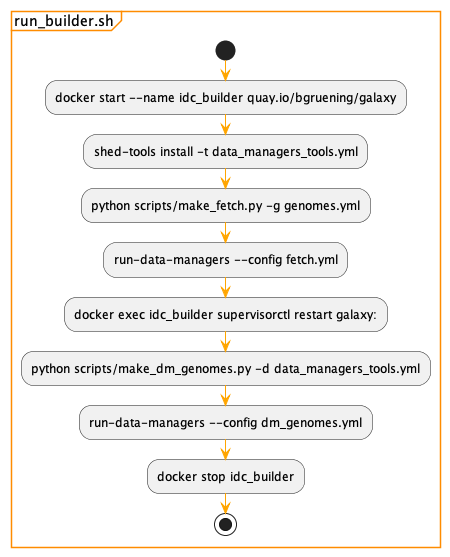 run_builder.sh
docker start --name idc_builder quay.io/bgruening/galaxy
shed-tools install -t data_managers_tools.yml
python scripts/make_fetch.py -g genomes.yml
run-data-managers --config fetch.yml
docker exec idc_builder supervisorctl restart galaxy:
python scripts/make_dm_genomes.py -d data_managers_tools.yml
run-data-managers --config dm_genomes.yml
docker stop idc_builder